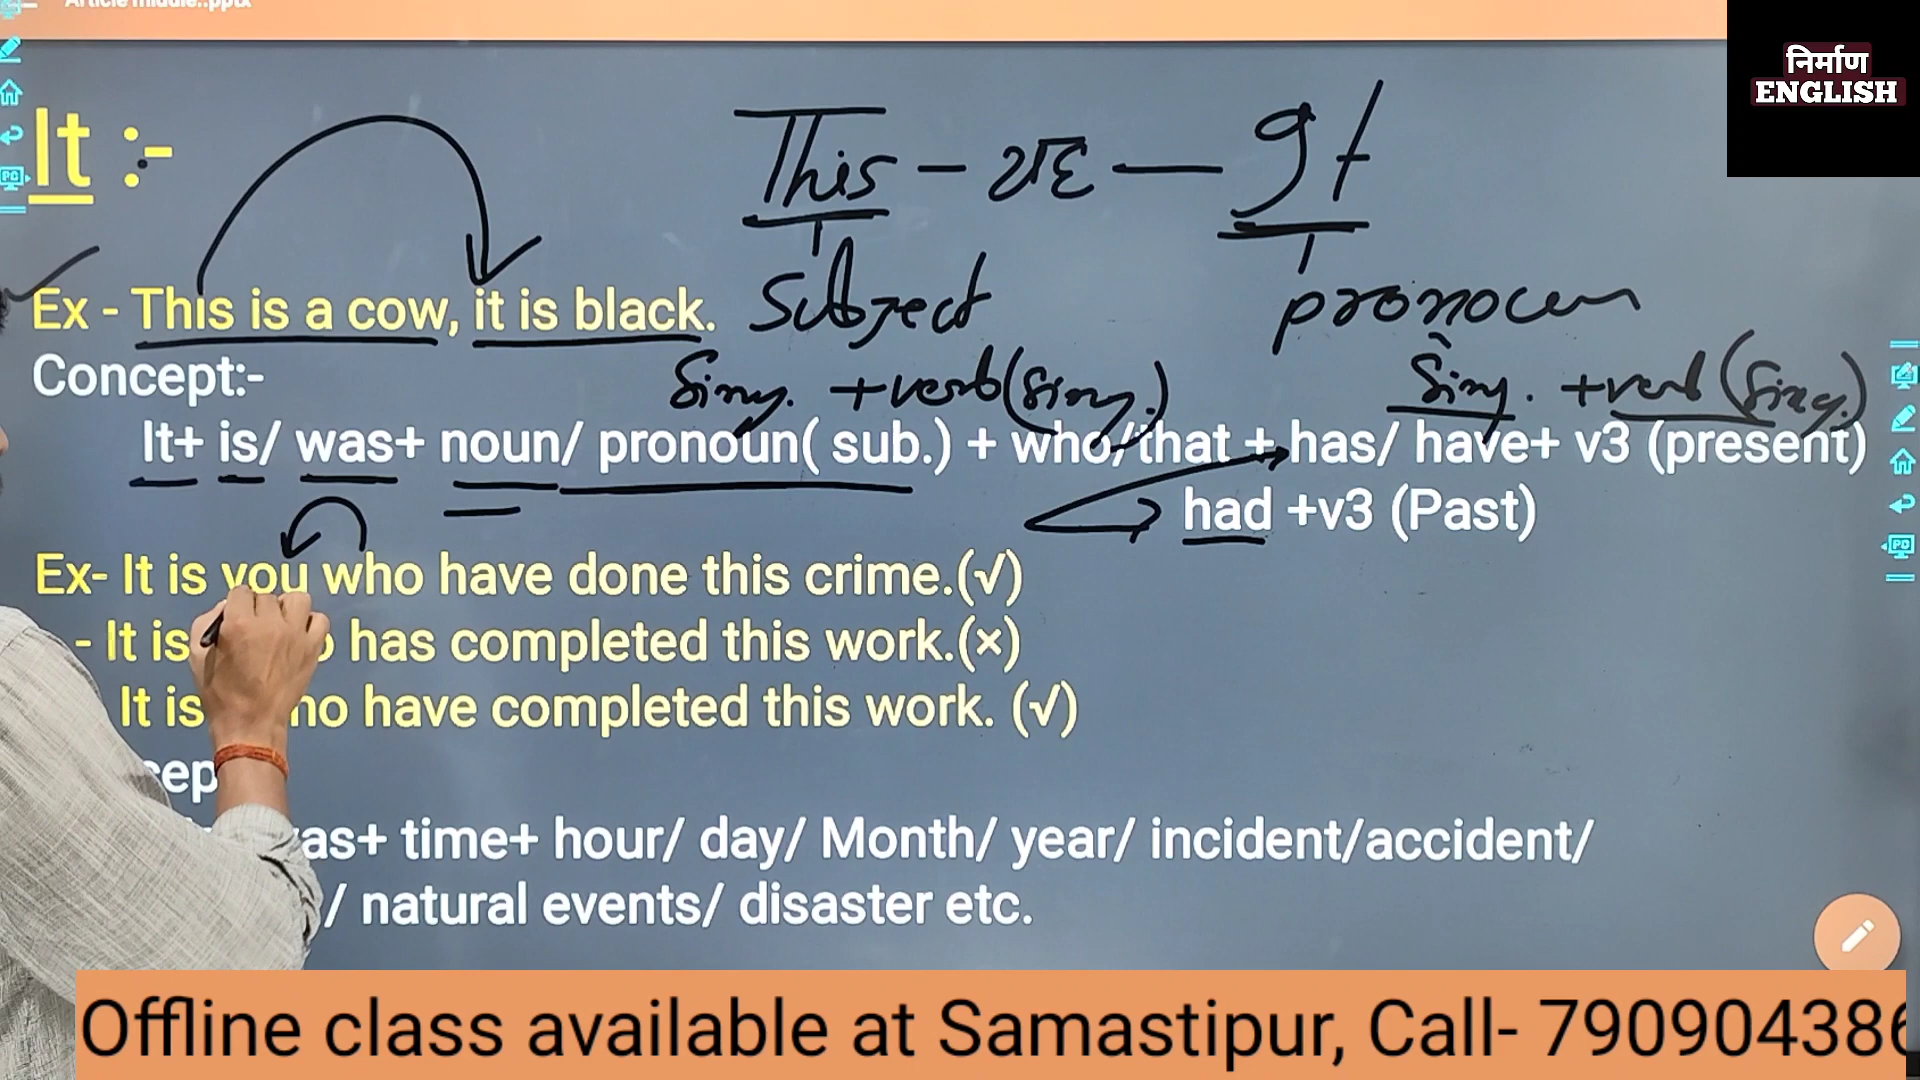 Article middle..pptx
निर्माण
ENGLISH
It :-
This - यह - It
Subject
pronoun
Ex - This is a cow, it is black.
Sing. + verb (Sing.)
Sing. + verb (Sing.)
Concept:-
It+ is/ was+ noun/ pronoun( sub.) + who/that + has/ have+ v3 (present)
had +v3 (Past)
Ex- It is you who have done this crime.(√)
- It is has completed this work.(×)
It is have completed this work. (√)
+ time+ hour/ day/ Month/ year/ incident/accident/
/ natural events/ disaster etc.
Offline class available at Samastipur, Call- 790904386